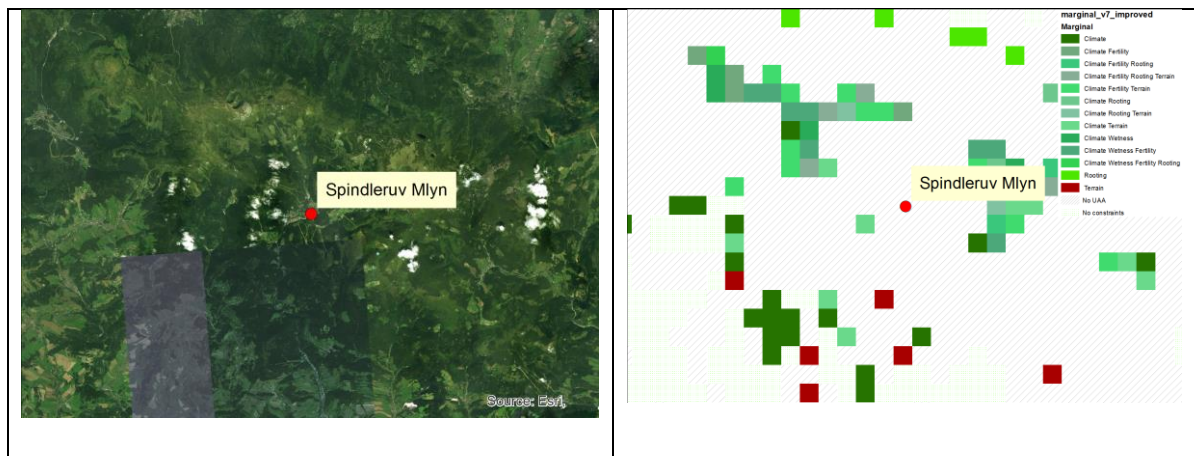 Spindleruv Mlyn
Source: Esri,
marginal_v7_improved
Marginal
Climate
Climate Fertility
Climate Fertility Rooting
Climate Fertility Rooting Terrain
Climate Fertility Terrain
Climate Rooting
Climate Rooting Terrain
Climate Terrain
Climate Wetness
Climate Wetness Fertility
Climate Wetness Fertility Rooting
Rooting
Terrain
No UAA
No constraints
Spindleruv Mlyn